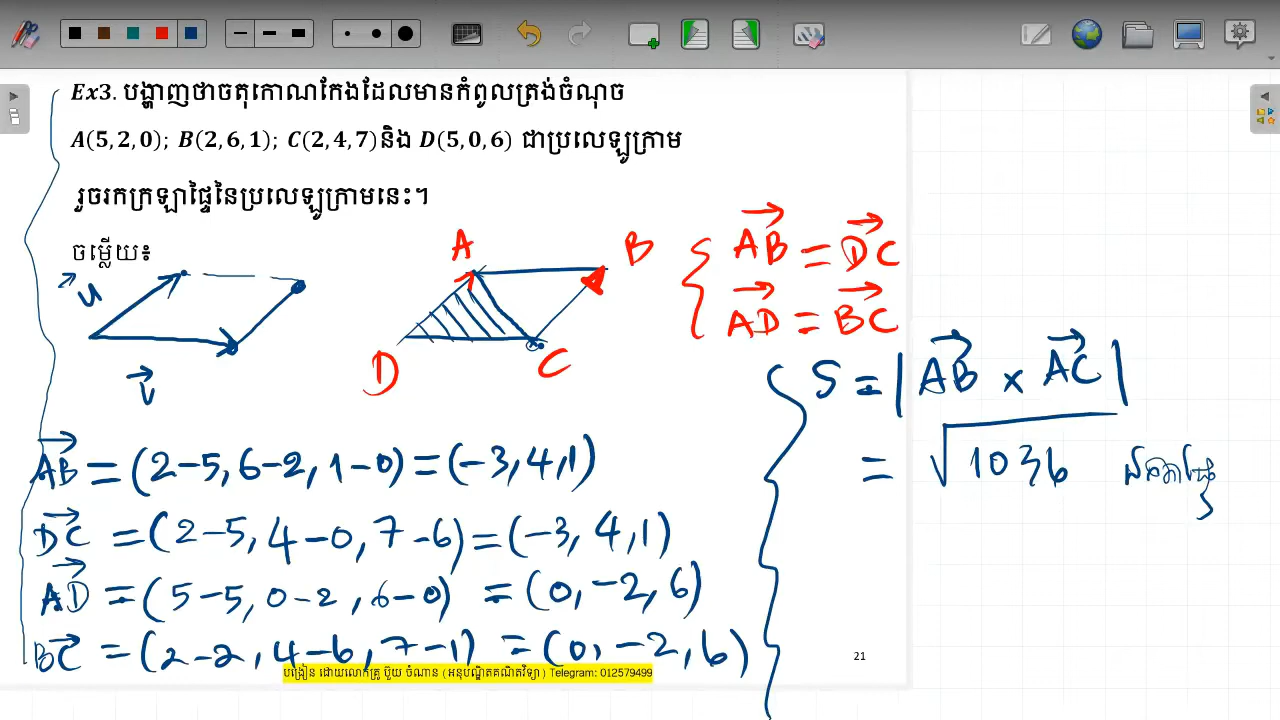 Ex3. បង្ហាញថាចតុកោណកែងដែលមានកំពូលត្រង់ចំណុច
A(5,2,0); B(2,6,1); C(2,4,7)និង D(5,0,6) ជាប្រលេឡូក្រាម
រួចរកក្រឡាផ្ទៃនៃប្រលេឡូក្រាមនេះ។
ចម្លើយ៖
A B
u⃗
D C
v⃗
AB⃗ = DC⃗
AD⃗ = BC⃗
S = |AB⃗ × AC⃗|
= √1036
AB⃗ = (2-5, 6-2, 1-0) = (-3, 4, 1)
DC⃗ = (2-5, 4-0, 7-6) = (-3, 4, 1)
AD⃗ = (5-5, 0-2, 6-0) = (0, -2, 6)
BC⃗ = (2-2, 4-6, 7-1) = (0, -2, 6)
បង្រៀន ដោយលោកគ្រូ ប៊ួយ ចំណាន ( អនុបណ្ឌិតគណិតវិទ្យា ) Telegram: 012579499
21